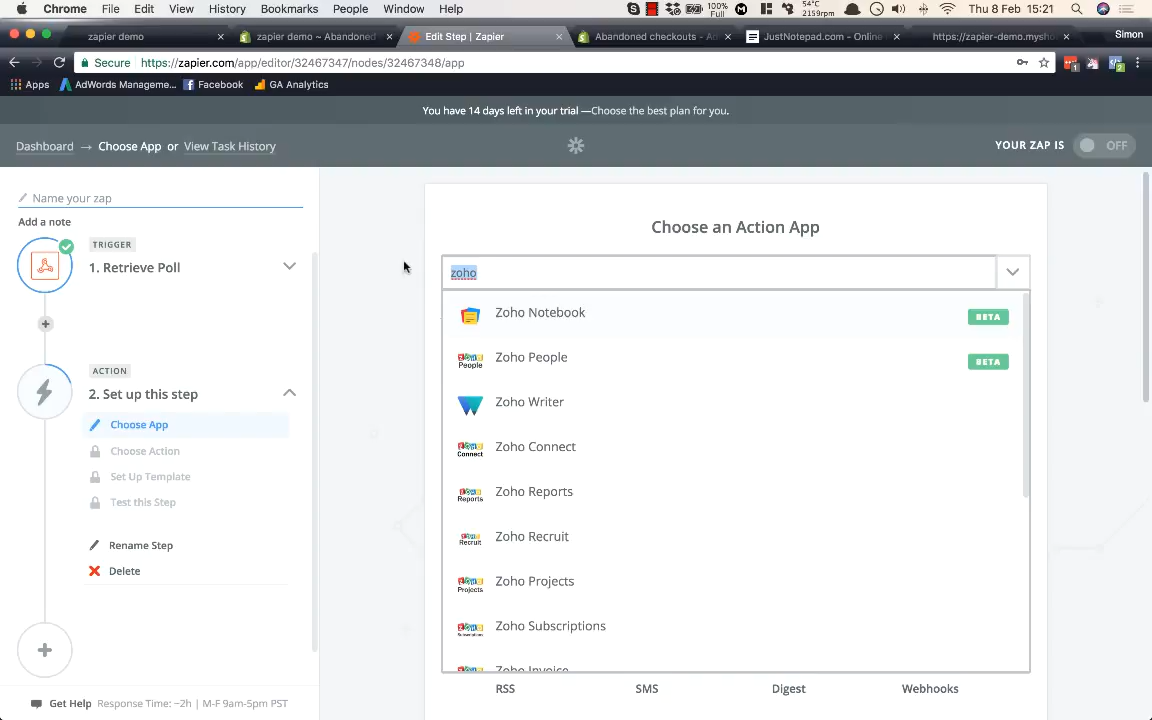 Chrome File Edit View History Bookmarks People Window Help 100% Full 54°C 2159rpm Thu 8 Feb 15:21
zapier demo zapier demo ~ Abandoned Edit Step | Zapier Abandoned checkouts - Ad JustNotepad.com - Online https://zapier-demo.mysho Simon
Secure https://zapier.com/app/editor/32467347/nodes/32467348/app
Apps AdWords Manageme... Facebook GA Analytics
You have 14 days left in your trial —Choose the best plan for you.
Dashboard → Choose App or View Task History
YOUR ZAP IS OFF
Name your zap
Add a note
TRIGGER
1. Retrieve Poll
ACTION
2. Set up this step
Choose App
Choose Action
Set Up Template
Test this Step
Rename Step
Delete
Get Help Response Time: ~2h | M-F 9am-5pm PST
Choose an Action App
zoho
Zoho Notebook BETA
Zoho People BETA
Zoho Writer
Zoho Connect
Zoho Reports
Zoho Recruit
Zoho Projects
Zoho Subscriptions
Zoho Invoice
RSS SMS Digest Webhooks